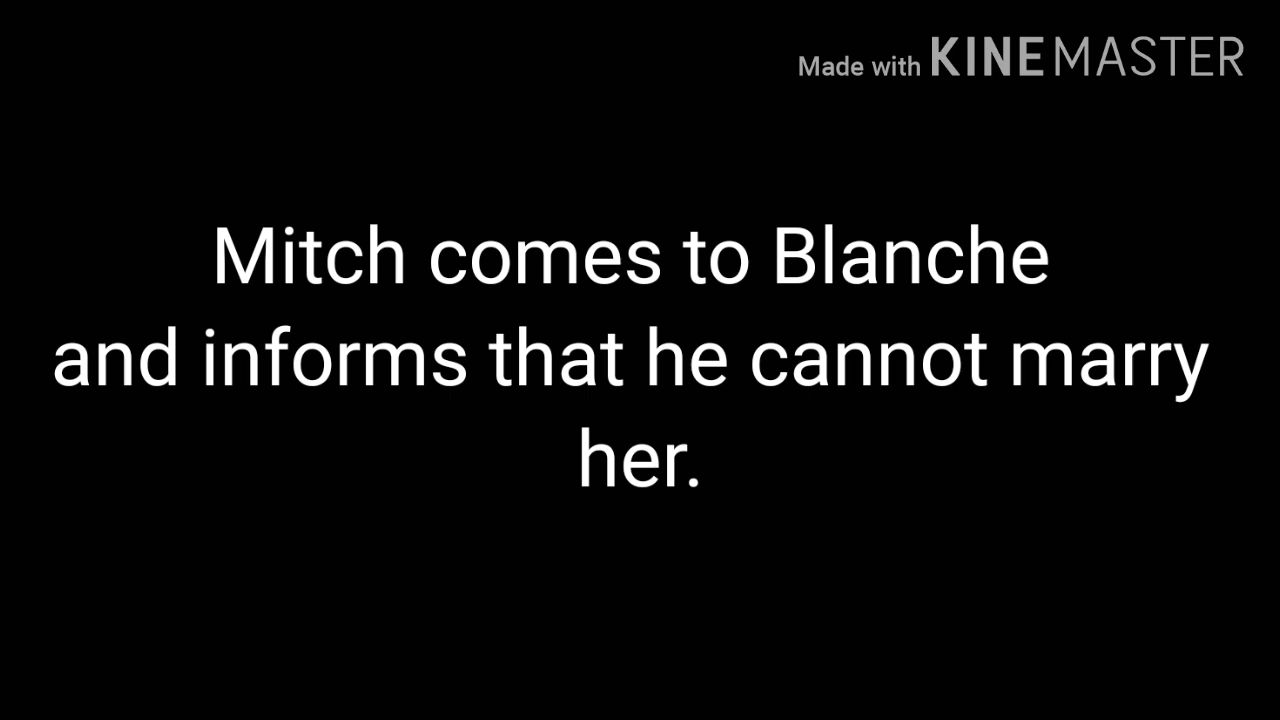 Made with KINEMASTER
Mitch comes to Blanche
and informs that he cannot marry
her.